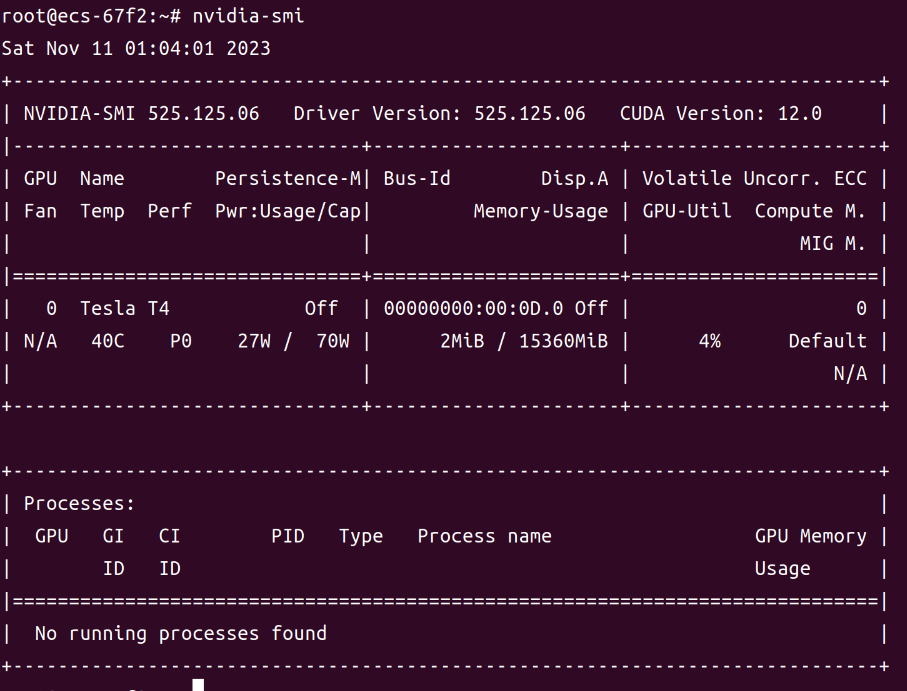 root@ecs-67f2:~# nvidia-smi
Sat Nov 11 01:04:01 2023
+-----------------------------------------------------------------------------+
| NVIDIA-SMI 525.125.06   Driver Version: 525.125.06   CUDA Version: 12.0     |
|-------------------------------+----------------------+----------------------+
| GPU  Name        Persistence-M| Bus-Id        Disp.A | Volatile Uncorr. ECC |
| Fan  Temp  Perf  Pwr:Usage/Cap|         Memory-Usage | GPU-Util  Compute M. |
|                               |                      |               MIG M. |
|===============================+======================+======================|
|   0  Tesla T4            Off  | 00000000:00:0D.0 Off |                    0 |
| N/A   40C    P0    27W /  70W |      2MiB / 15360MiB |      4%      Default |
|                               |                      |                  N/A |
+-------------------------------+----------------------+----------------------+

+-----------------------------------------------------------------------------+
| Processes:                                                                  |
|  GPU   GI   CI        PID   Type   Process name                  GPU Memory |
|        ID   ID                                                   Usage      |
|=============================================================================|
|  No running processes found                                                 |
+-----------------------------------------------------------------------------+